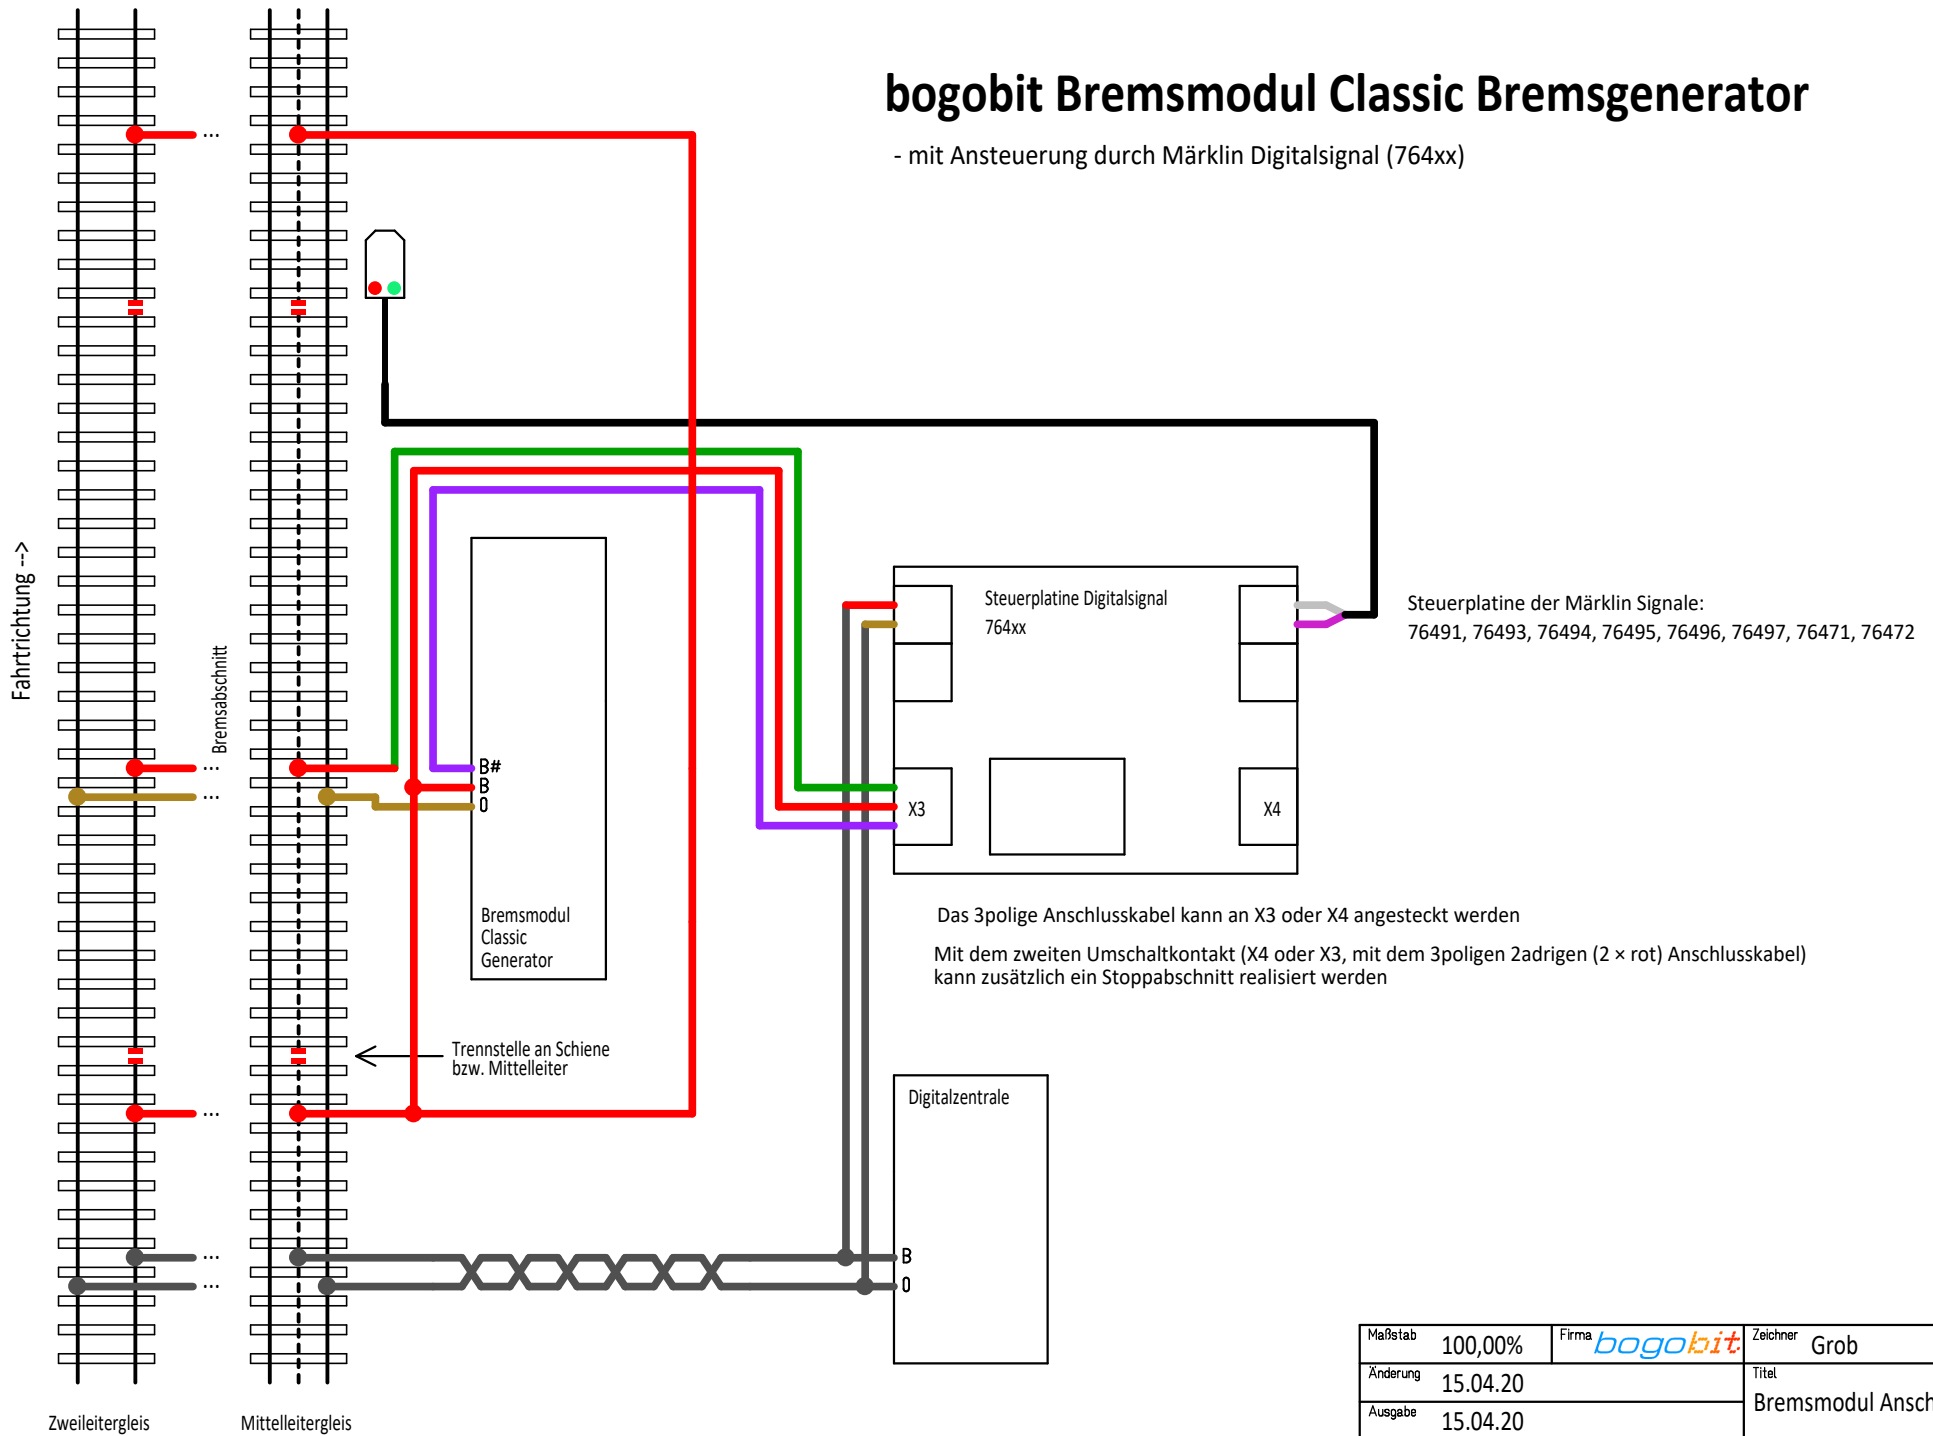 bogobit Bremsmodul Classic Bremsgenerator
- mit Ansteuerung durch Märklin Digitalsignal (764xx)
...
Fahrtrichtung -->
Bremsabschnitt
Steuerplatine Digitalsignal
764xx
Steuerplatine der Märklin Signale:
76491, 76493, 76494, 76495, 76496, 76497, 76471, 76472
...
...
B#
B
0
X3
X4
Bremsmodul
Classic
Generator
Das 3polige Anschlusskabel kann an X3 oder X4 angesteckt werden
Mit dem zweiten Umschaltkontakt (X4 oder X3, mit dem 3poligen 2adrigen (2 × rot) Anschlusskabel)
kann zusätzlich ein Stoppabschnitt realisiert werden
Trennstelle an Schiene
bzw. Mittelleiter
...
Digitalzentrale
...
...
B
0
Maßstab 100,00%
Firma bogobit
Zeichner Grob
Änderung 15.04.20
Titel
Bremsmodul Ansch
Ausgabe 15.04.20
Zweileitergleis
Mittelleitergleis